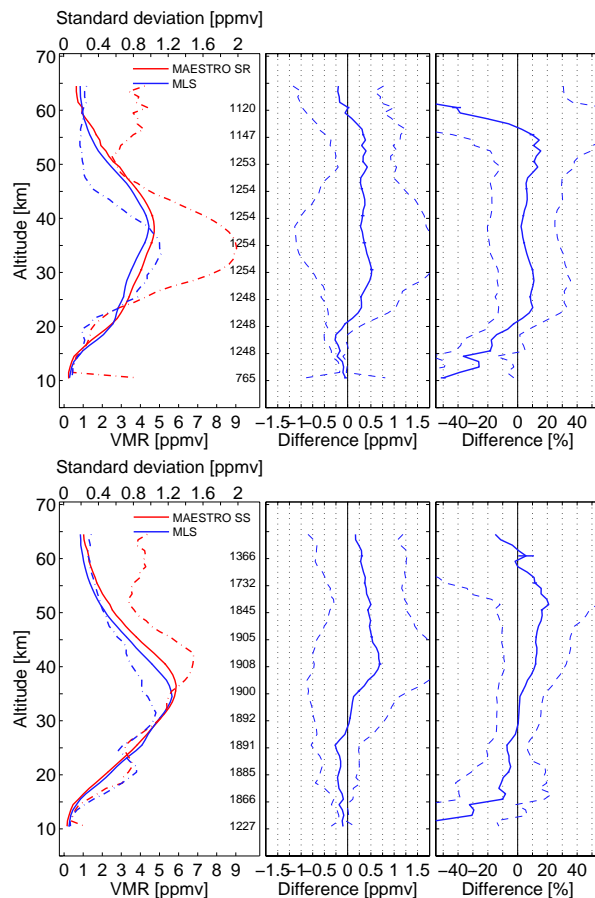 Standard deviation [ppmv]
0 0.4 0.8 1.2 1.6 2
70
60
50
40
30
20
10
Altitude [km]
MAESTRO SR
MLS
1120
1147
1253
1254
1254
1254
1254
1248
1248
1248
765
0 1 2 3 4 5 6 7 8 9
VMR [ppmv]
−1.5−1−0.5 0 0.5 1 1.5
Difference [ppmv]
−40 −20 0 20 40
Difference [%]
Standard deviation [ppmv]
0 0.4 0.8 1.2 1.6 2
70
60
50
40
30
20
10
Altitude [km]
MAESTRO SS
MLS
1366
1732
1845
1905
1908
1900
1892
1891
1885
1866
1227
0 1 2 3 4 5 6 7 8 9
VMR [ppmv]
−1.5−1−0.5 0 0.5 1 1.5
Difference [ppmv]
−40 −20 0 20 40
Difference [%]